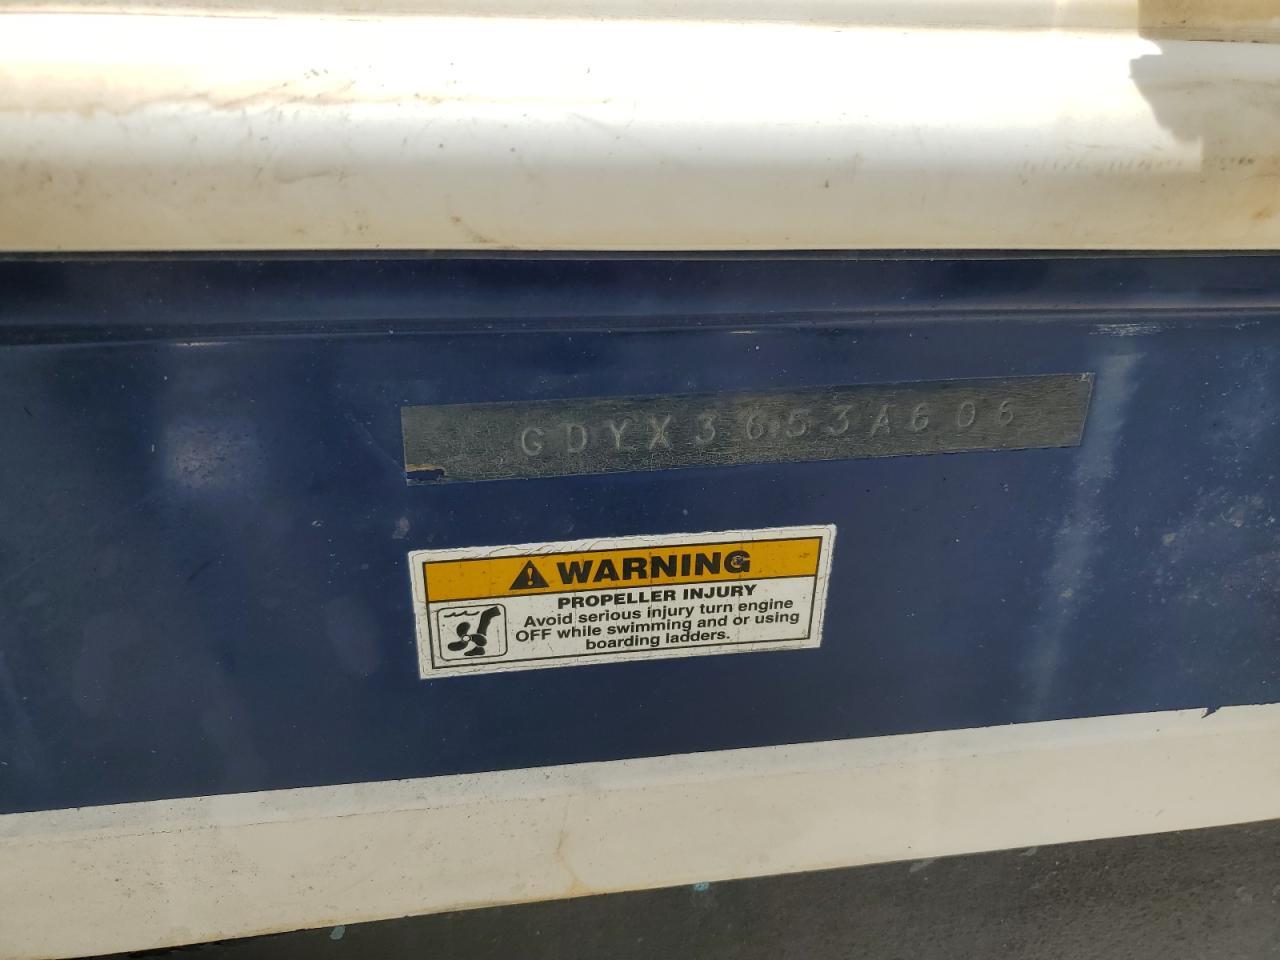 GDYX3653A606
WARNING
PROPELLER INJURY
Avoid serious injury turn engine
OFF while swimming and or using
boarding ladders.